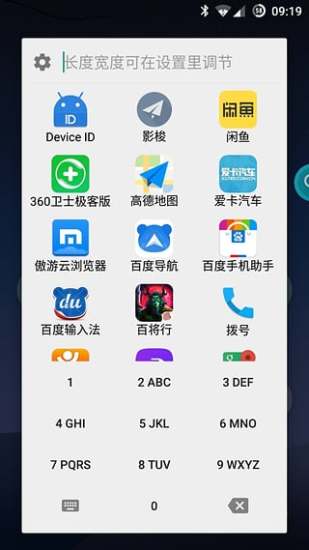 09:19
长度宽度可在设置里调节
ID
闲鱼
爱卡汽车
Device ID
影梭
闲鱼
360卫士极客版
高德地图
爱卡汽车
傲游云浏览器
百度导航
百度手机助手
du
百度输入法
百将行
拨号
1
2 ABC
3 DEF
4 GHI
5 JKL
6 MNO
7 PQRS
8 TUV
9 WXYZ
0